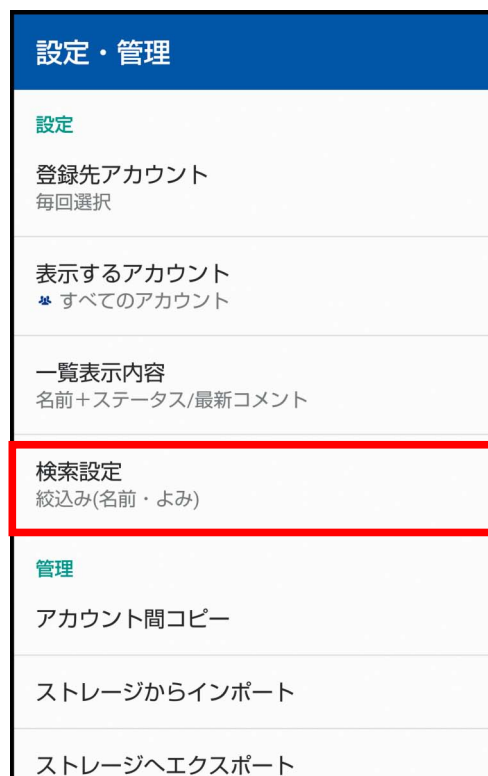 設定・管理
設定
登録先アカウント
毎回選択
表示するアカウント
すべてのアカウント
一覧表示内容
名前＋ステータス/最新コメント
検索設定
絞込み(名前・よみ)
管理
アカウント間コピー
ストレージからインポート
ストレージへエクスポート